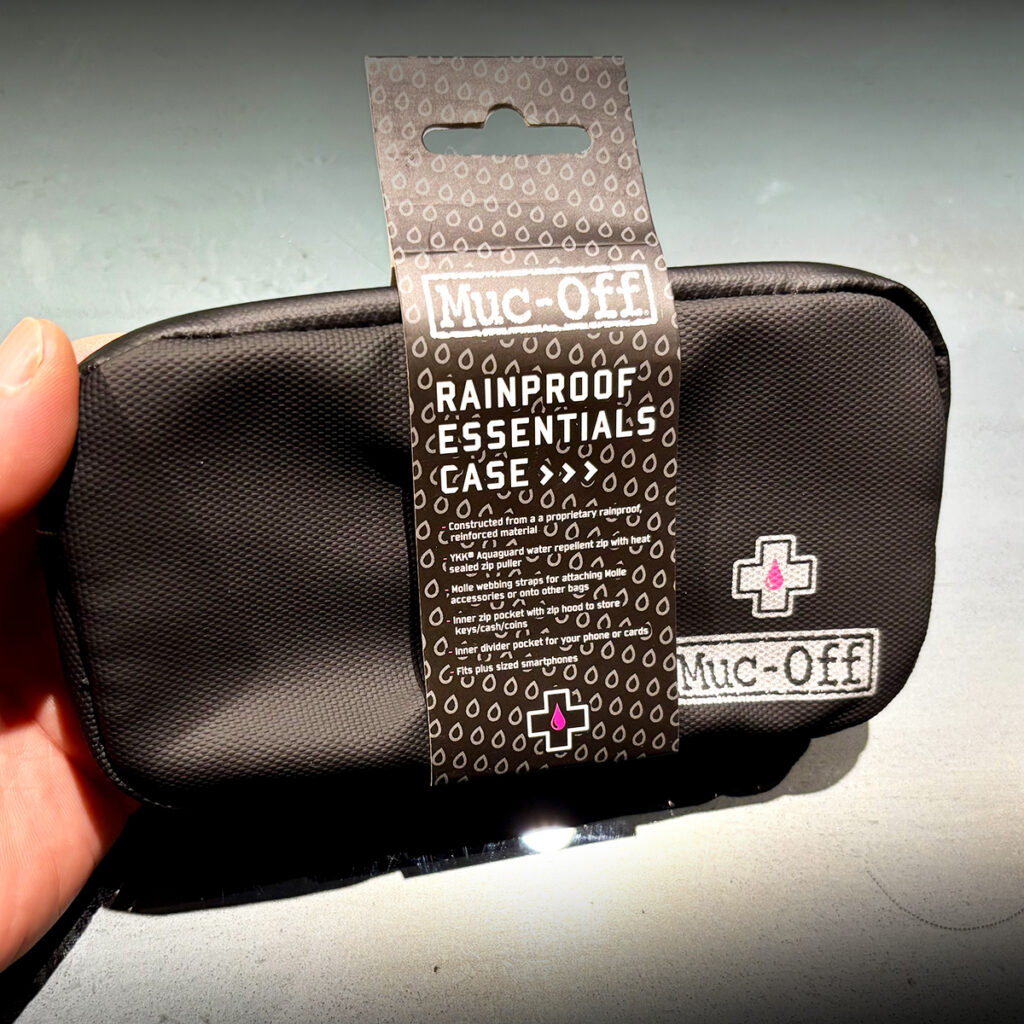 Muc-Off
RAINPROOF
ESSENTIALS
CASE >>>
- Constructed from a a proprietary rainproof,
reinforced material
- YKK® Aquaguard water repellent zip with heat
sealed zip puller
- Molle webbing straps for attaching Molle
accessories or onto other bags
- Inner zip pocket with zip hood to store
keys/cash/coins
- Inner divider pocket for your phone or cards
- Fits plus sized smartphones
Muc-Off